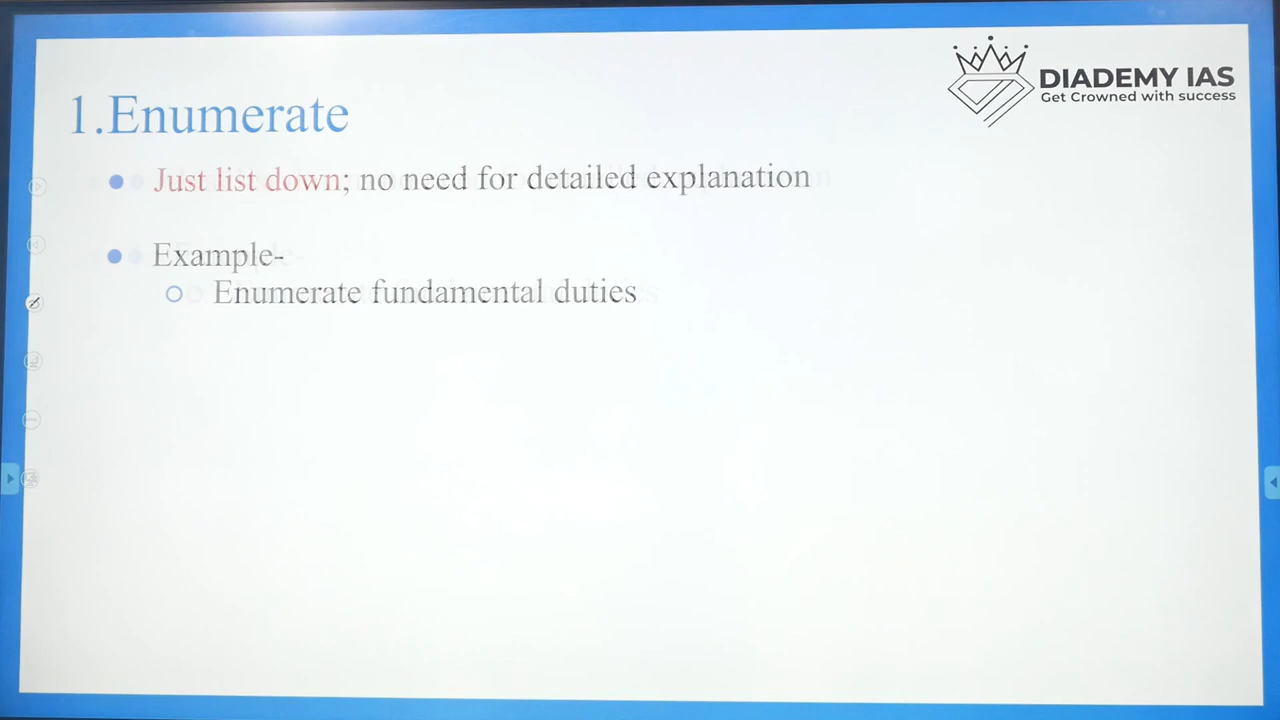 DIADEMY IAS
Get Crowned with success
1.Enumerate
Just list down; no need for detailed explanation
Example-
Enumerate fundamental duties